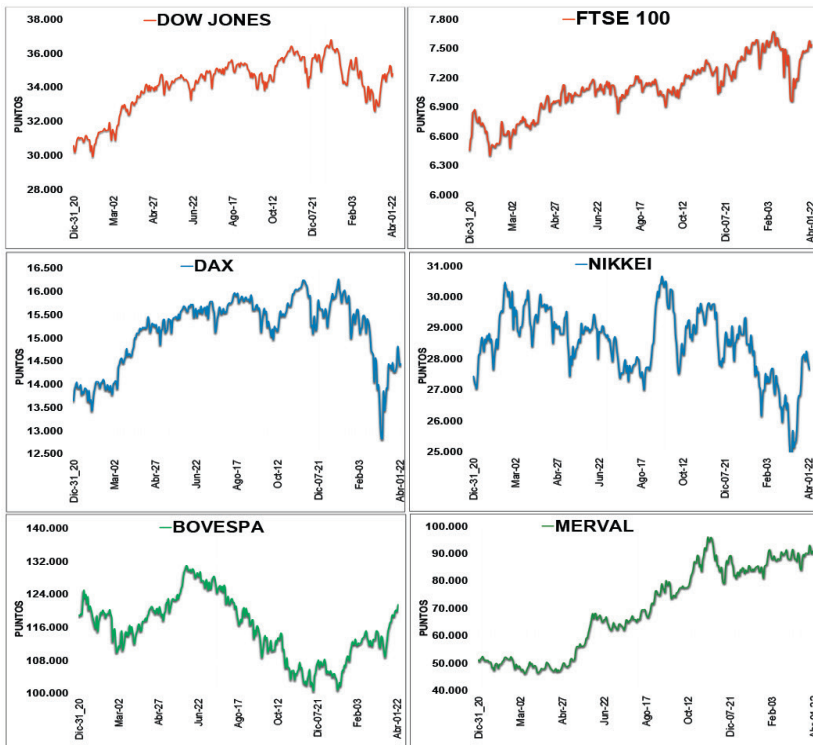 DOW JONES
PUNTOS
38.000
36.000
34.000
32.000
30.000
28.000
Dic-31_20
Mar-02
Abr-27
Jun-22
Ago-17
Oct-12
Dic-07-21
Feb-03
Abr-01-22
FTSE 100
PUNTOS
7.800
7.500
7.200
6.900
6.600
6.300
6.000
Dic-31_20
Mar-02
Abr-27
Jun-22
Ago-17
Oct-12
Dic-07-21
Feb-03
Abr-01-22
DAX
PUNTOS
16.500
16.000
15.500
15.000
14.500
14.000
13.500
13.000
12.500
Dic-31_20
Mar-02
Abr-27
Jun-22
Ago-17
Oct-12
Dic-07-21
Feb-03
Abr-01-22
NIKKEI
PUNTOS
31.000
30.000
29.000
28.000
27.000
26.000
25.000
Dic-31_20
Mar-02
Abr-27
Jun-22
Ago-17
Oct-12
Dic-07-21
Feb-03
Abr-01-22
BOVESPA
PUNTOS
140.000
132.000
124.000
116.000
108.000
100.000
Dic-31_20
Mar-02
Abr-27
Jun-22
Ago-17
Oct-12
Dic-07-21
Feb-03
Abr-01-22
MERVAL
PUNTOS
100.000
90.000
80.000
70.000
60.000
50.000
40.000
Dic-31_20
Mar-02
Abr-27
Jun-22
Ago-17
Oct-12
Dic-07-21
Feb-03
Abr-01-22